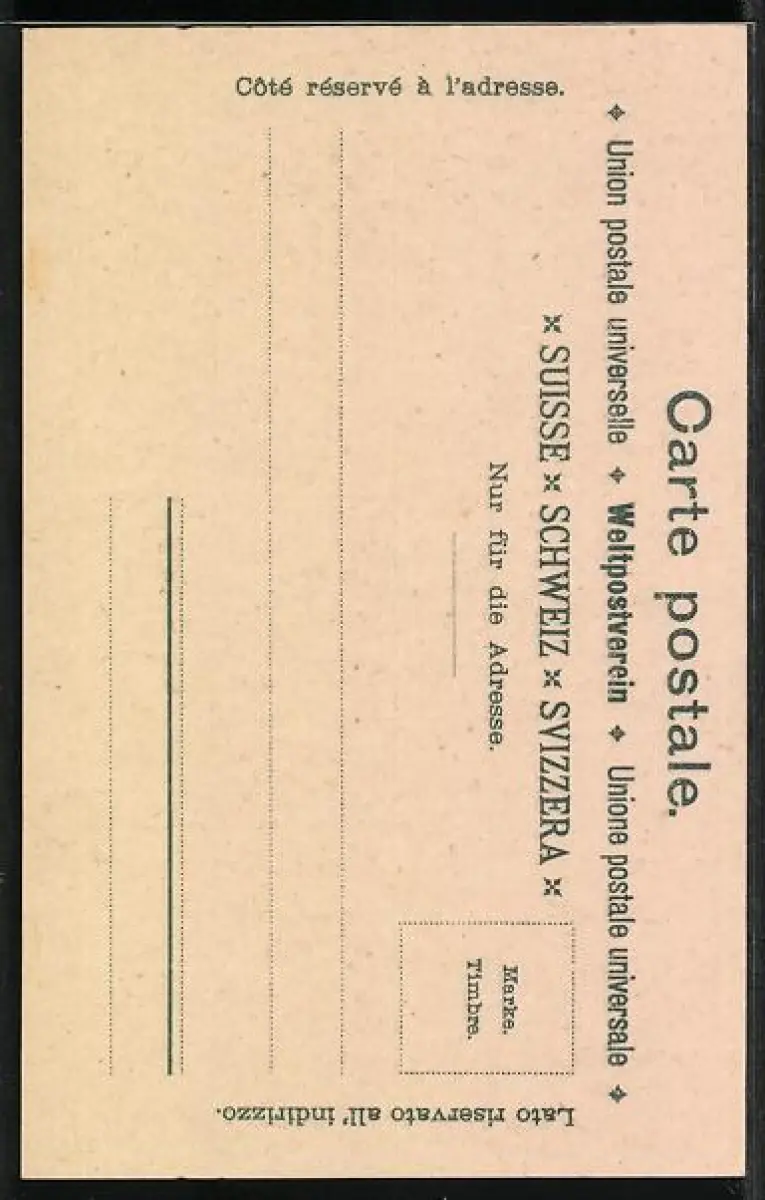 Carte postale.
Union postale universelle Weltpostverein Unione postale universale
× SUISSE × SCHWEIZ × SVIZZERA ×
Nur für die Adresse.
Marke.
Timbre.
Côté réservé à l'adresse.
Lato riservato all' indirizzo.